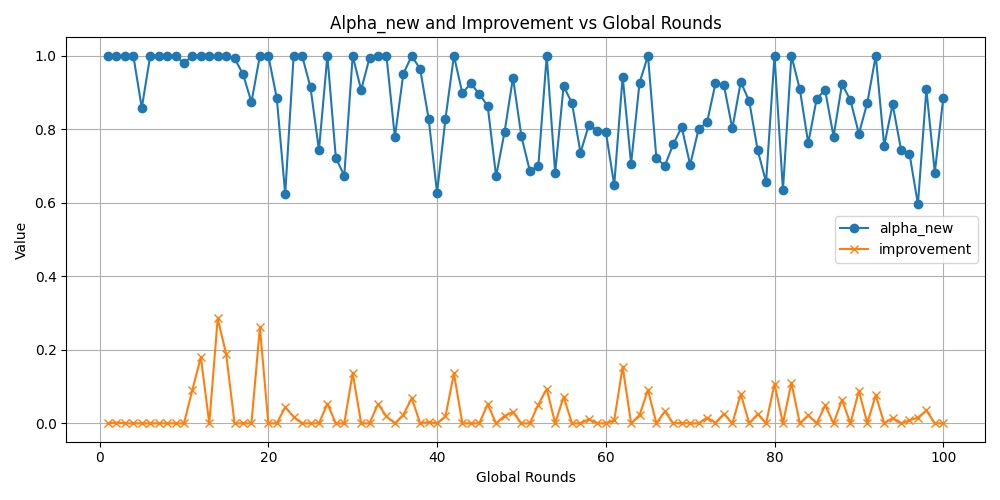 Alpha_new and Improvement vs Global Rounds
1.0
0.8
0.6
0.4
0.2
0.0
Value
alpha_new
improvement
0
20
40
60
80
100
Global Rounds